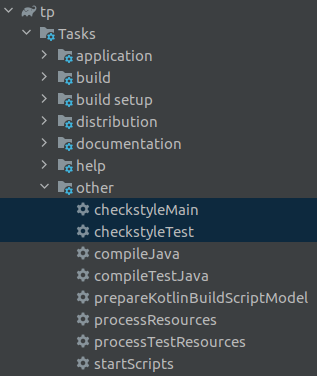 tp
Tasks
application
build
build setup
distribution
documentation
help
other
checkstyleMain
checkstyleTest
compileJava
compileTestJava
prepareKotlinBuildScriptModel
processResources
processTestResources
startScripts